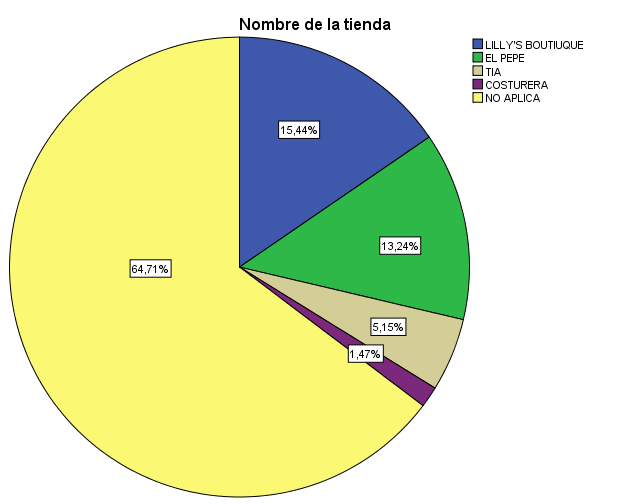 Nombre de la tienda
LILLY'S BOUTIUQUE
EL PEPE
TIA
COSTURERA
NO APLICA
15,44%
13,24%
64,71%
5,15%
1,47%